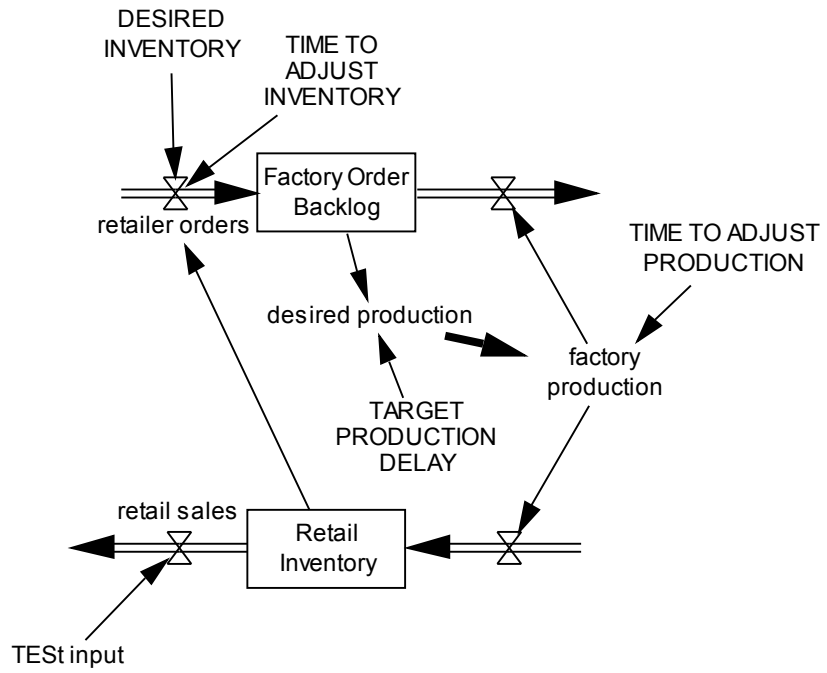 DESIRED
INVENTORY
TIME TO
ADJUST
INVENTORY
Factory Order
Backlog
retailer orders
TIME TO ADJUST
PRODUCTION
desired production
factory
production
TARGET
PRODUCTION
DELAY
retail sales
Retail
Inventory
TESt input